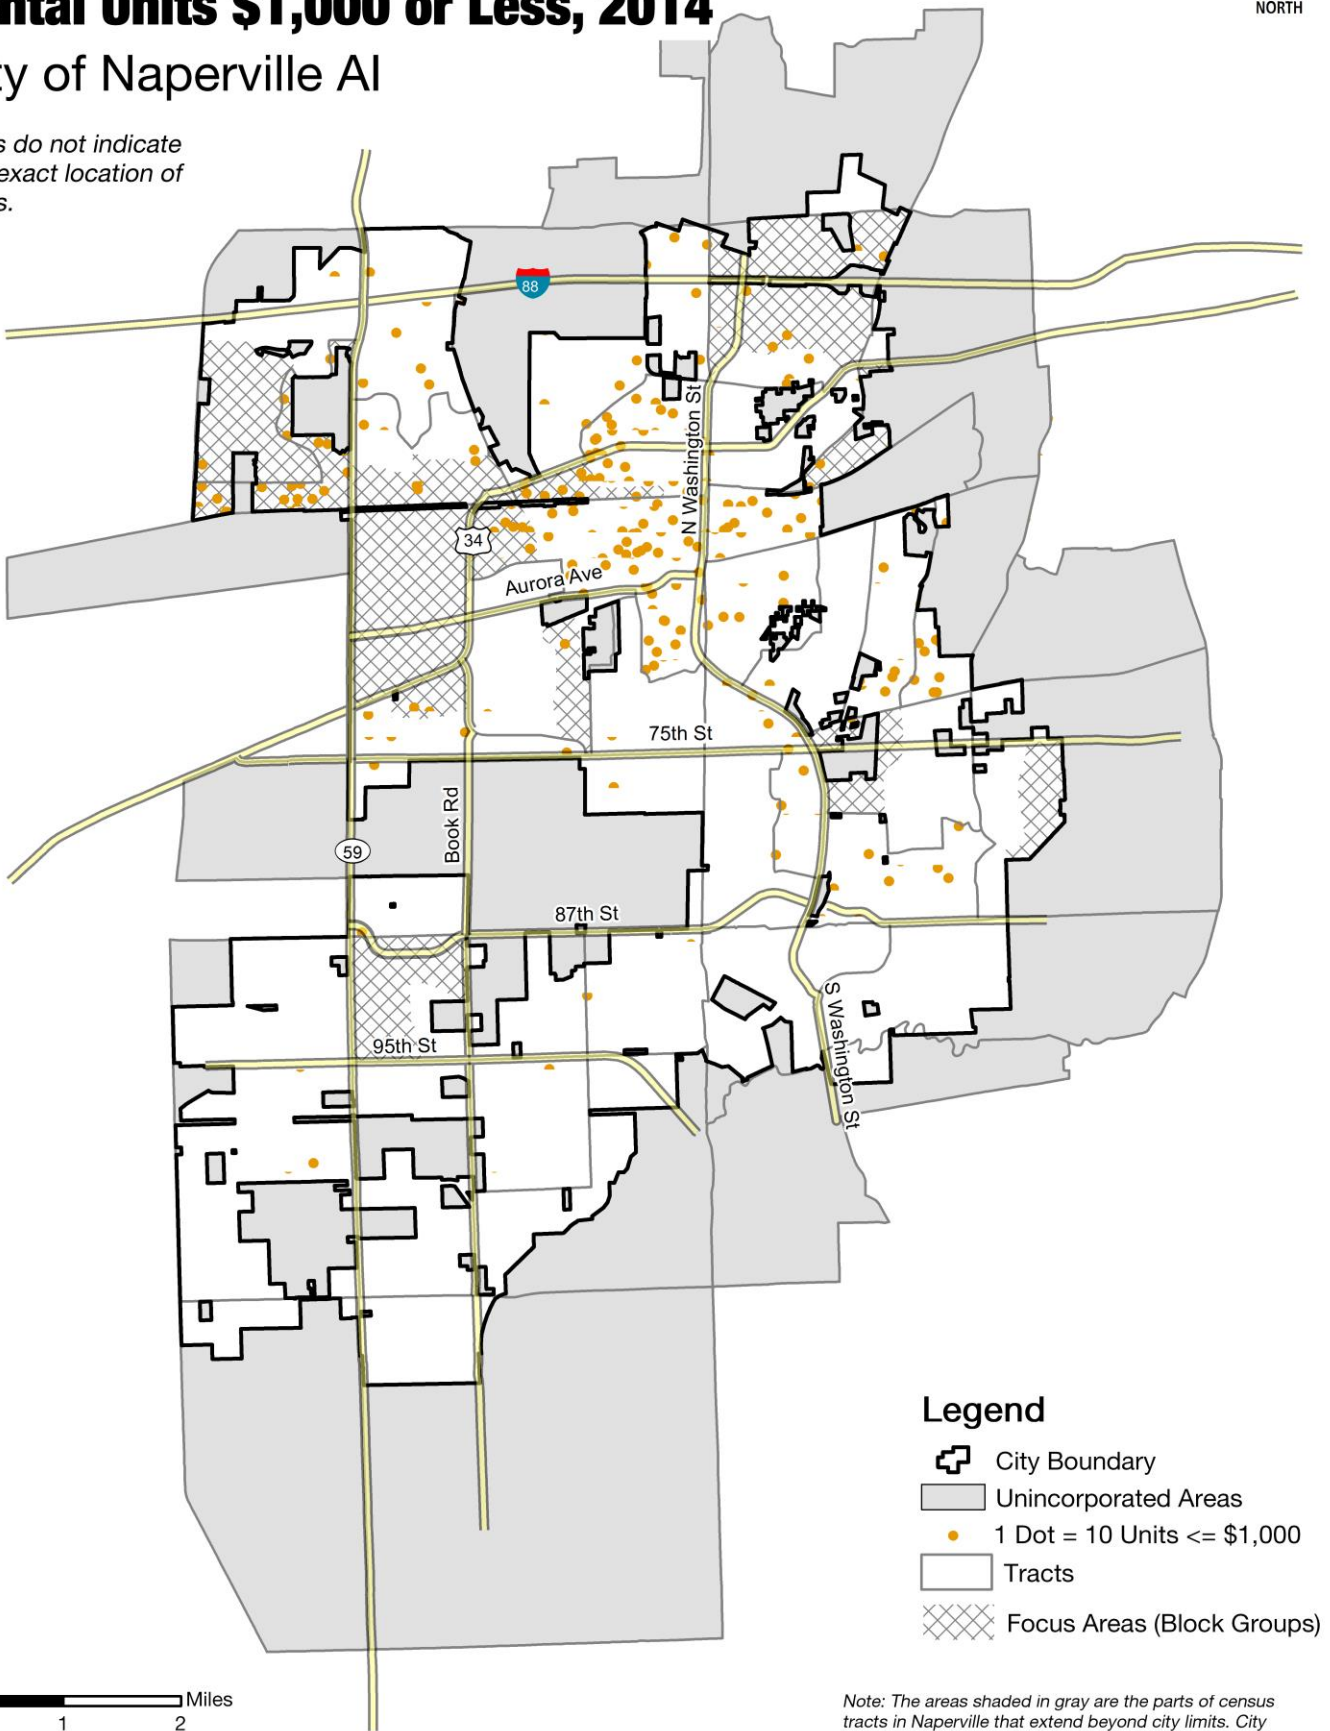 ntal Units $1,000 or Less, 2014
NORTH
ty of Naperville AI
s do not indicate
exact location of
s.
88
N Washington St
34
Aurora Ave
75th St
Book Rd
59
87th St
S Washington St
95th St
Legend
City Boundary
Unincorporated Areas
1 Dot = 10 Units <= $1,000
Tracts
Focus Areas (Block Groups)
Miles
1 2
Note: The areas shaded in gray are the parts of census
tracts in Naperville that extend beyond city limits. City